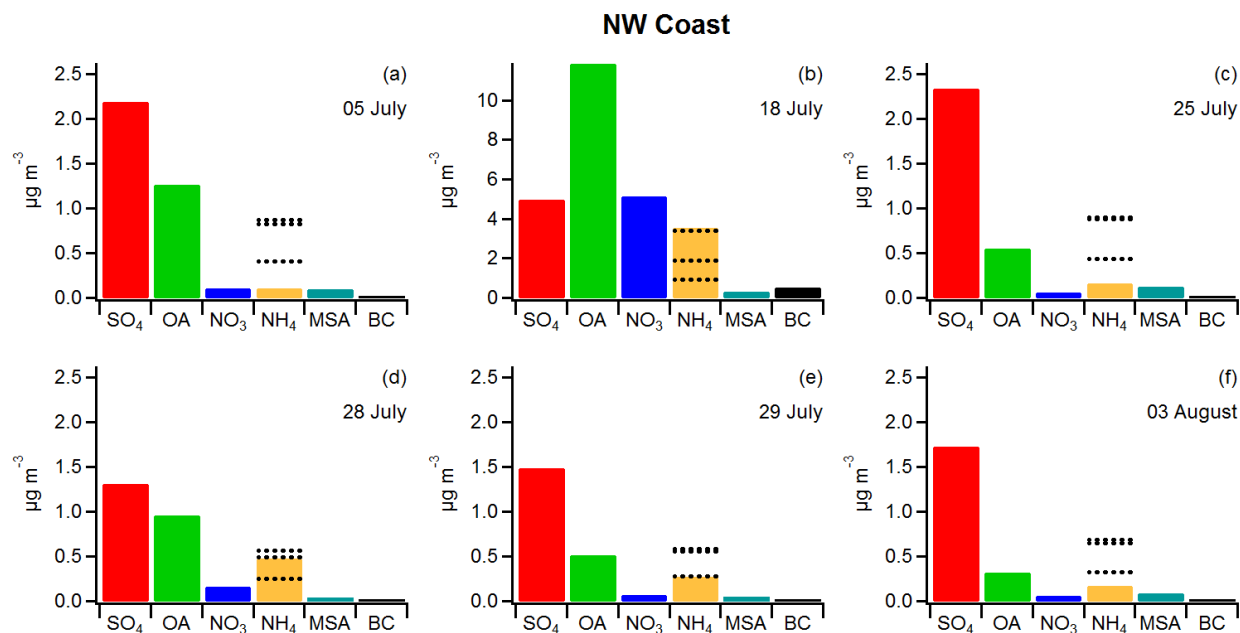 NW Coast
(a)
05 July
2.5
2.0
1.5
1.0
0.5
0.0
µg m⁻³
SO₄ OA NO₃ NH₄ MSA BC
(b)
18 July
10
8
6
4
2
0
µg m⁻³
SO₄ OA NO₃ NH₄ MSA BC
(c)
25 July
2.5
2.0
1.5
1.0
0.5
0.0
µg m⁻³
SO₄ OA NO₃ NH₄ MSA BC
(d)
28 July
2.5
2.0
1.5
1.0
0.5
0.0
µg m⁻³
SO₄ OA NO₃ NH₄ MSA BC
(e)
29 July
2.5
2.0
1.5
1.0
0.5
0.0
µg m⁻³
SO₄ OA NO₃ NH₄ MSA BC
(f)
03 August
2.5
2.0
1.5
1.0
0.5
0.0
µg m⁻³
SO₄ OA NO₃ NH₄ MSA BC